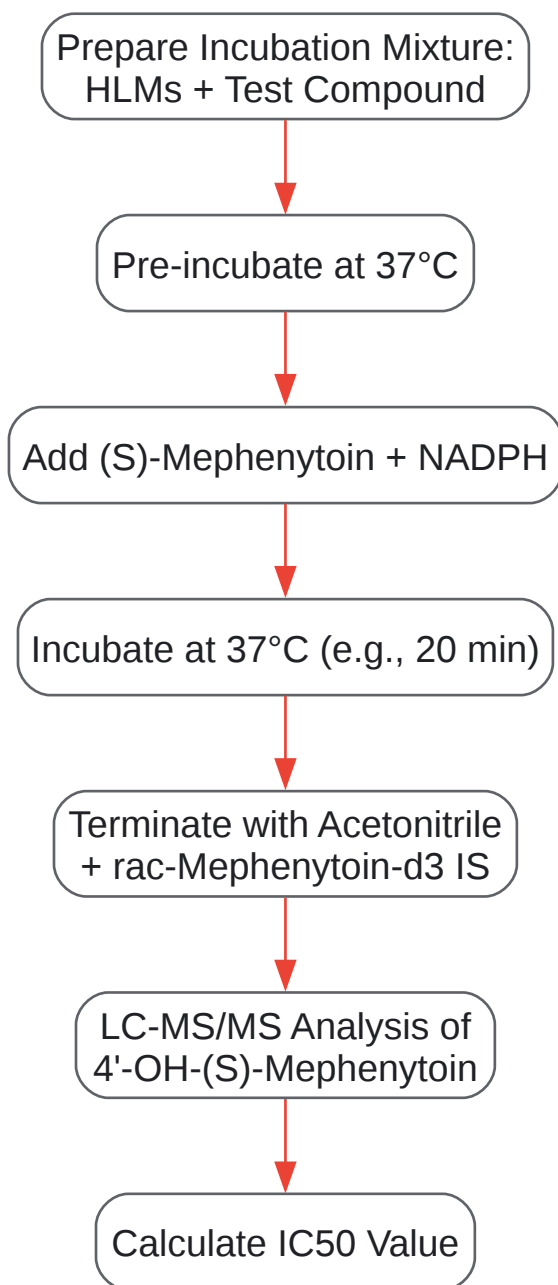 Prepare Incubation Mixture:
HLMs + Test Compound
Pre-incubate at 37°C
Add (S)-Mephenytoin + NADPH
Incubate at 37°C (e.g., 20 min)
Terminate with Acetonitrile
+ rac-Mephenytoin-d3 IS
LC-MS/MS Analysis of
4'-OH-(S)-Mephenytoin
Calculate IC50 Value